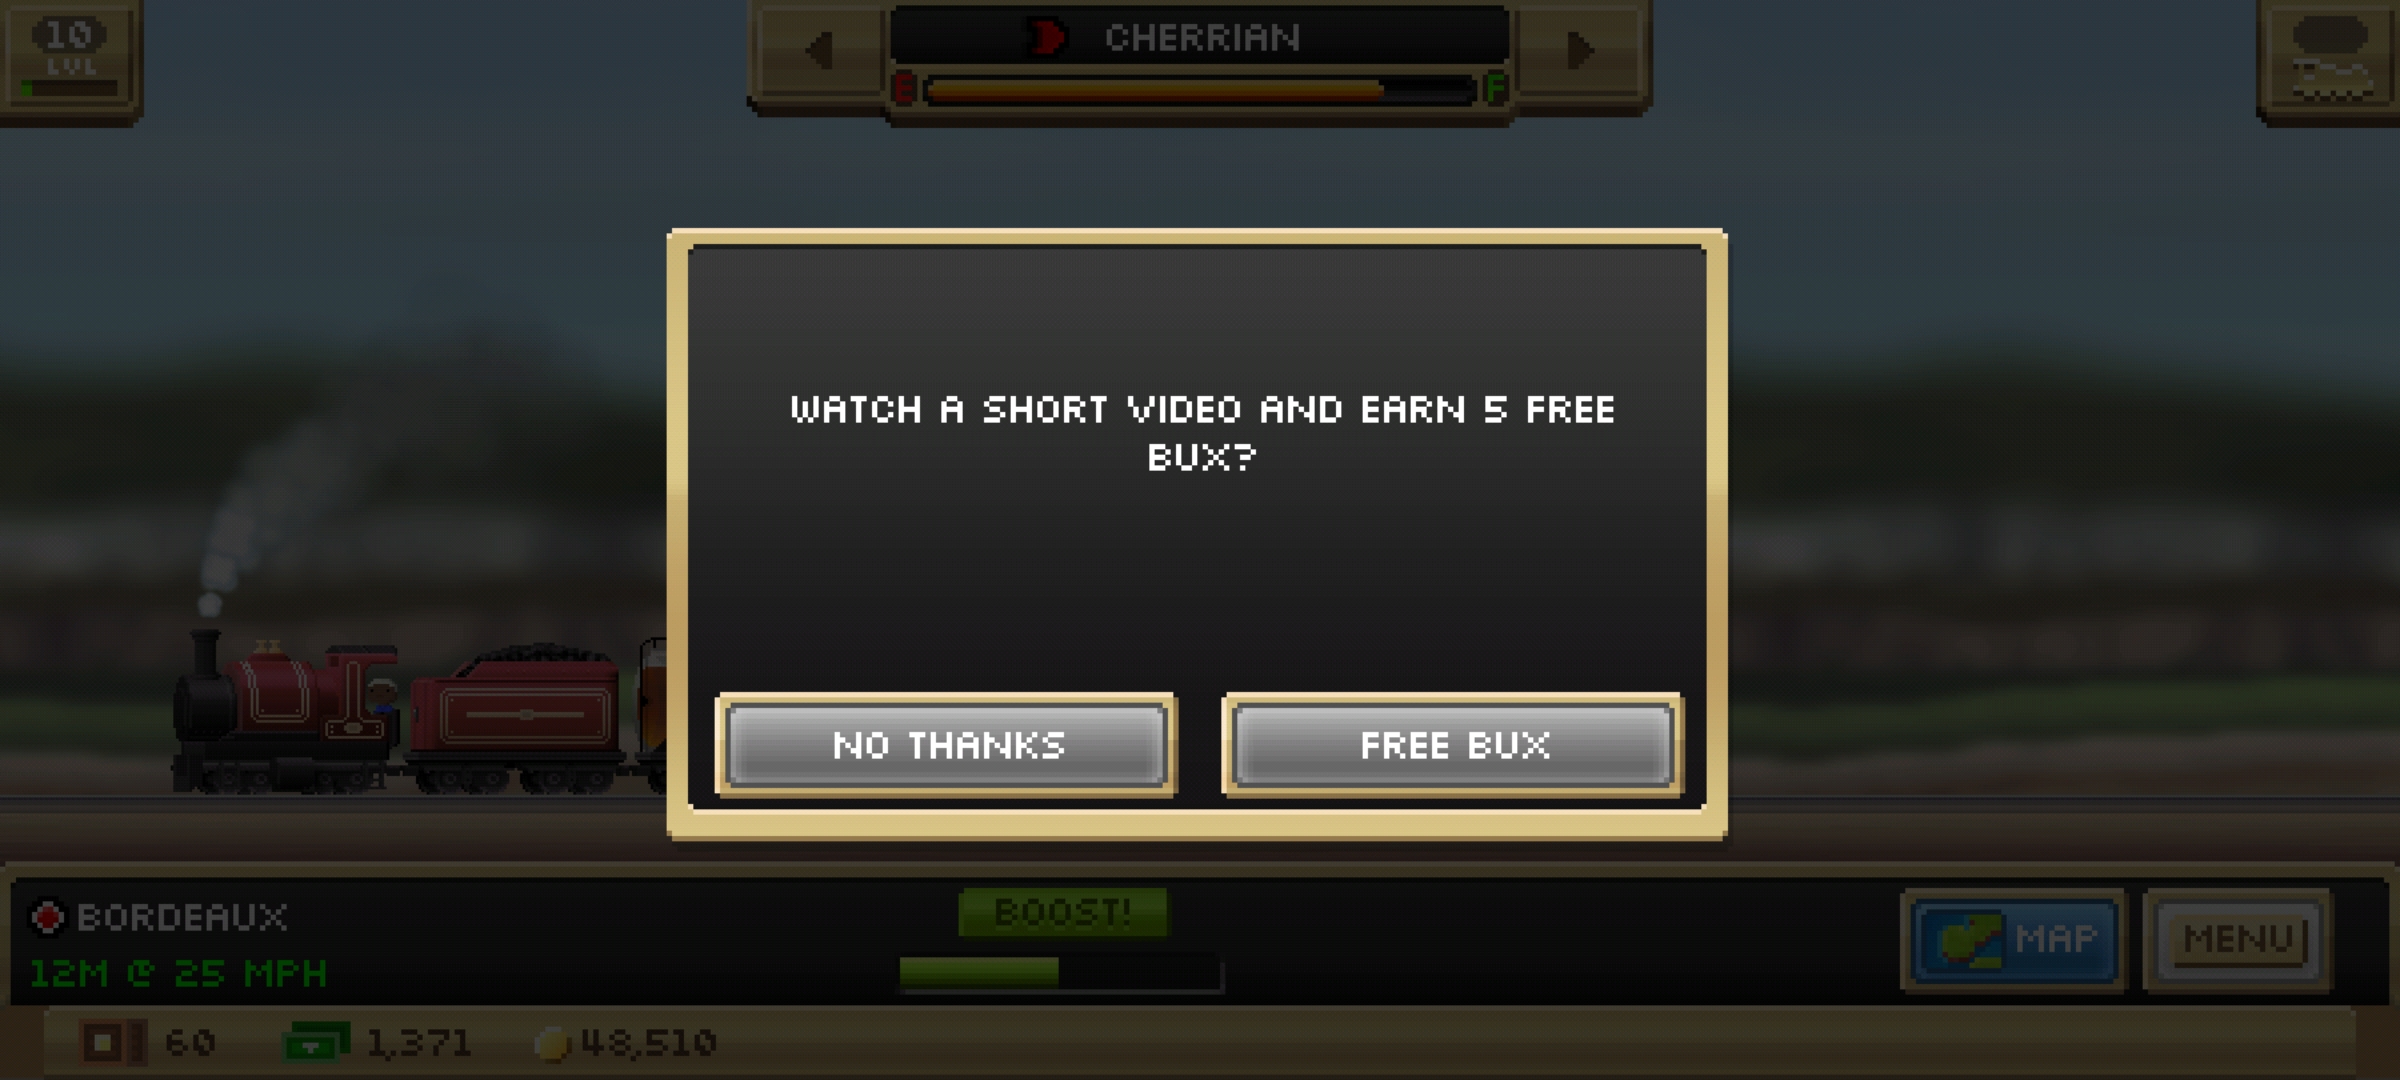 10
LVL
CHERRIAN
E
F
WATCH A SHORT VIDEO AND EARN 5 FREE
BUX?
NO THANKS
FREE BUX
BORDEAUX
12M @ 25 MPH
BOOST!
MAP
MENU
60
1,371
48,510